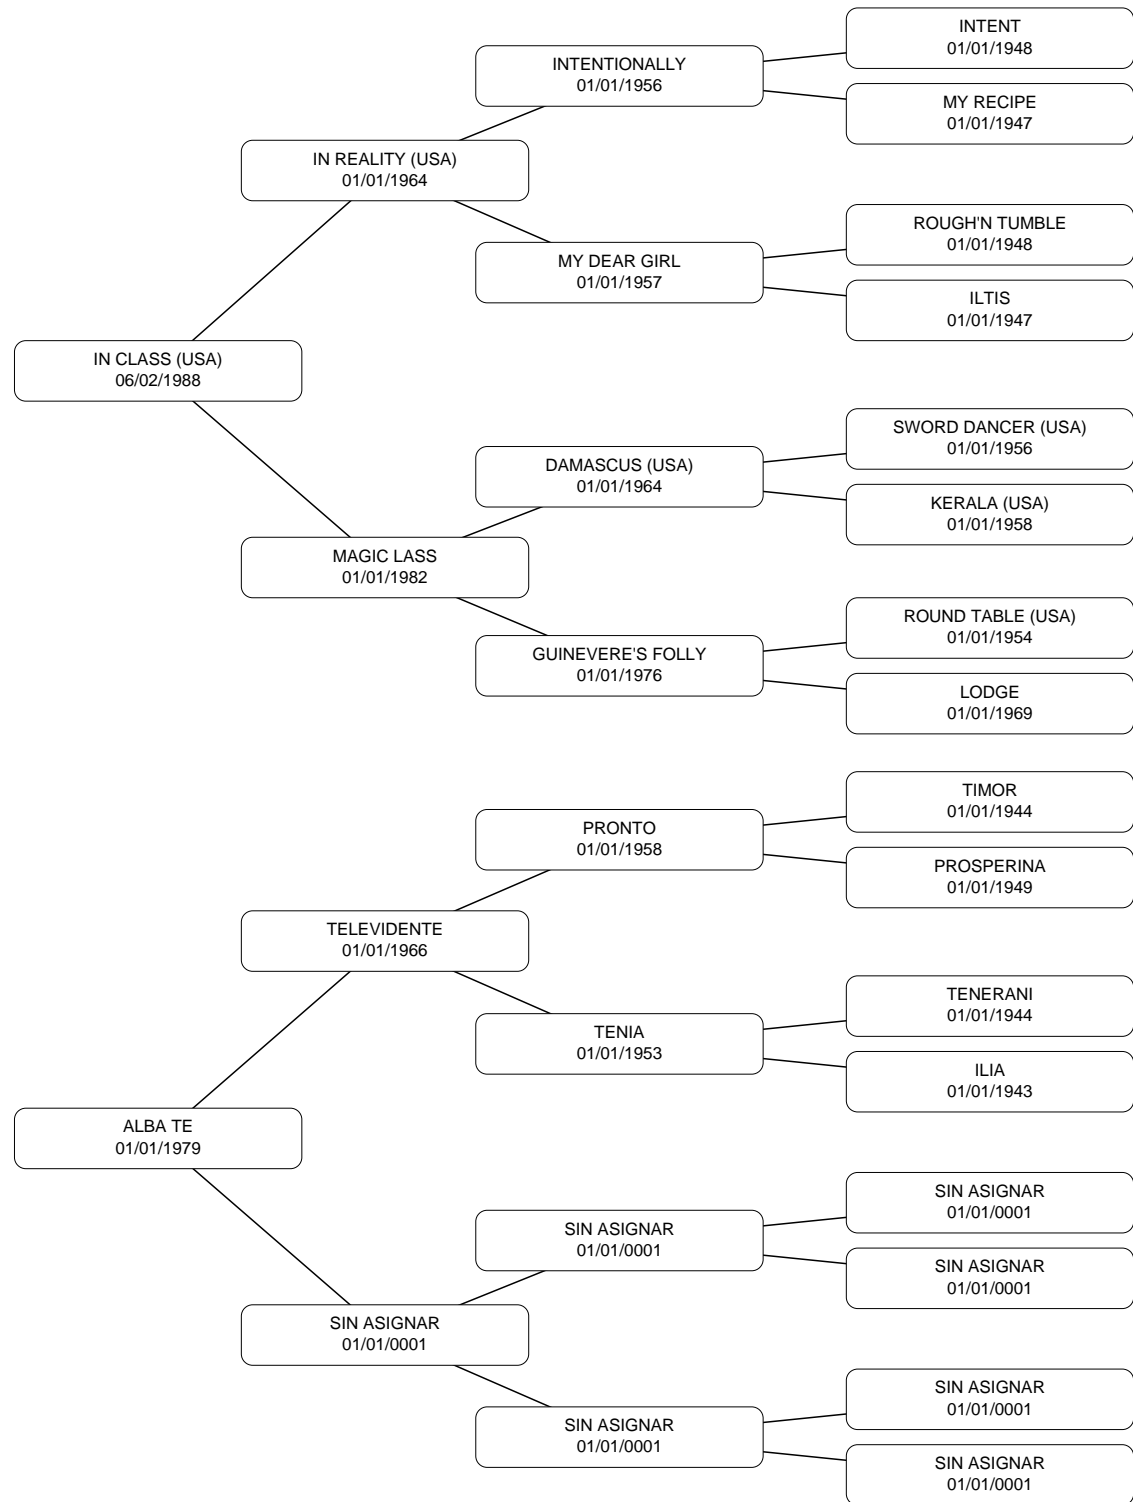 INTENT
01/01/1948
INTENTIONALLY
01/01/1956
MY RECIPE
01/01/1947
IN REALITY (USA)
01/01/1964
ROUGH'N TUMBLE
01/01/1948
MY DEAR GIRL
01/01/1957
ILTIS
01/01/1947
IN CLASS (USA)
06/02/1988
SWORD DANCER (USA)
01/01/1956
DAMASCUS (USA)
01/01/1964
KERALA (USA)
01/01/1958
MAGIC LASS
01/01/1982
ROUND TABLE (USA)
01/01/1954
GUINEVERE'S FOLLY
01/01/1976
LODGE
01/01/1969
TIMOR
01/01/1944
PRONTO
01/01/1958
PROSPERINA
01/01/1949
TELEVIDENTE
01/01/1966
TENERANI
01/01/1944
TENIA
01/01/1953
ILIA
01/01/1943
ALBA TE
01/01/1979
SIN ASIGNAR
01/01/0001
SIN ASIGNAR
01/01/0001
SIN ASIGNAR
01/01/0001
SIN ASIGNAR
01/01/0001
SIN ASIGNAR
01/01/0001
SIN ASIGNAR
01/01/0001
SIN ASIGNAR
01/01/0001